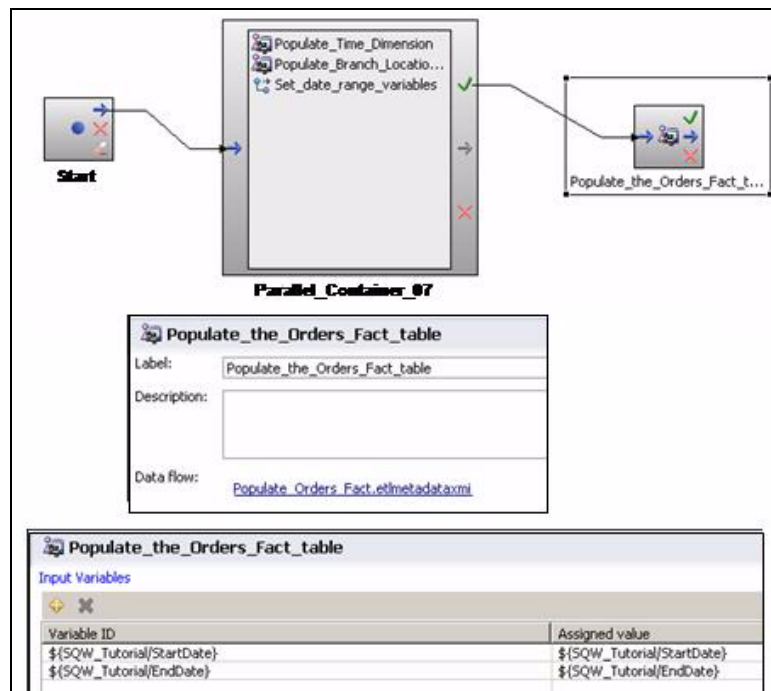 Populate_Time_Dimension
Populate_Branch_Locatio...
Set_date_range_variables
Start
Populate_the_Orders_Fact_t...
Parallel_Container_07
Populate_the_Orders_Fact_table
Label: Populate_the_Orders_Fact_table
Description:
Data flow: Populate_Orders_Fact.etlmetadataxmi
Populate_the_Orders_Fact_table
Input Variables
Variable ID Assigned value
${SQW_Tutorial/StartDate} ${SQW_Tutorial/StartDate}
${SQW_Tutorial/EndDate} ${SQW_Tutorial/EndDate}